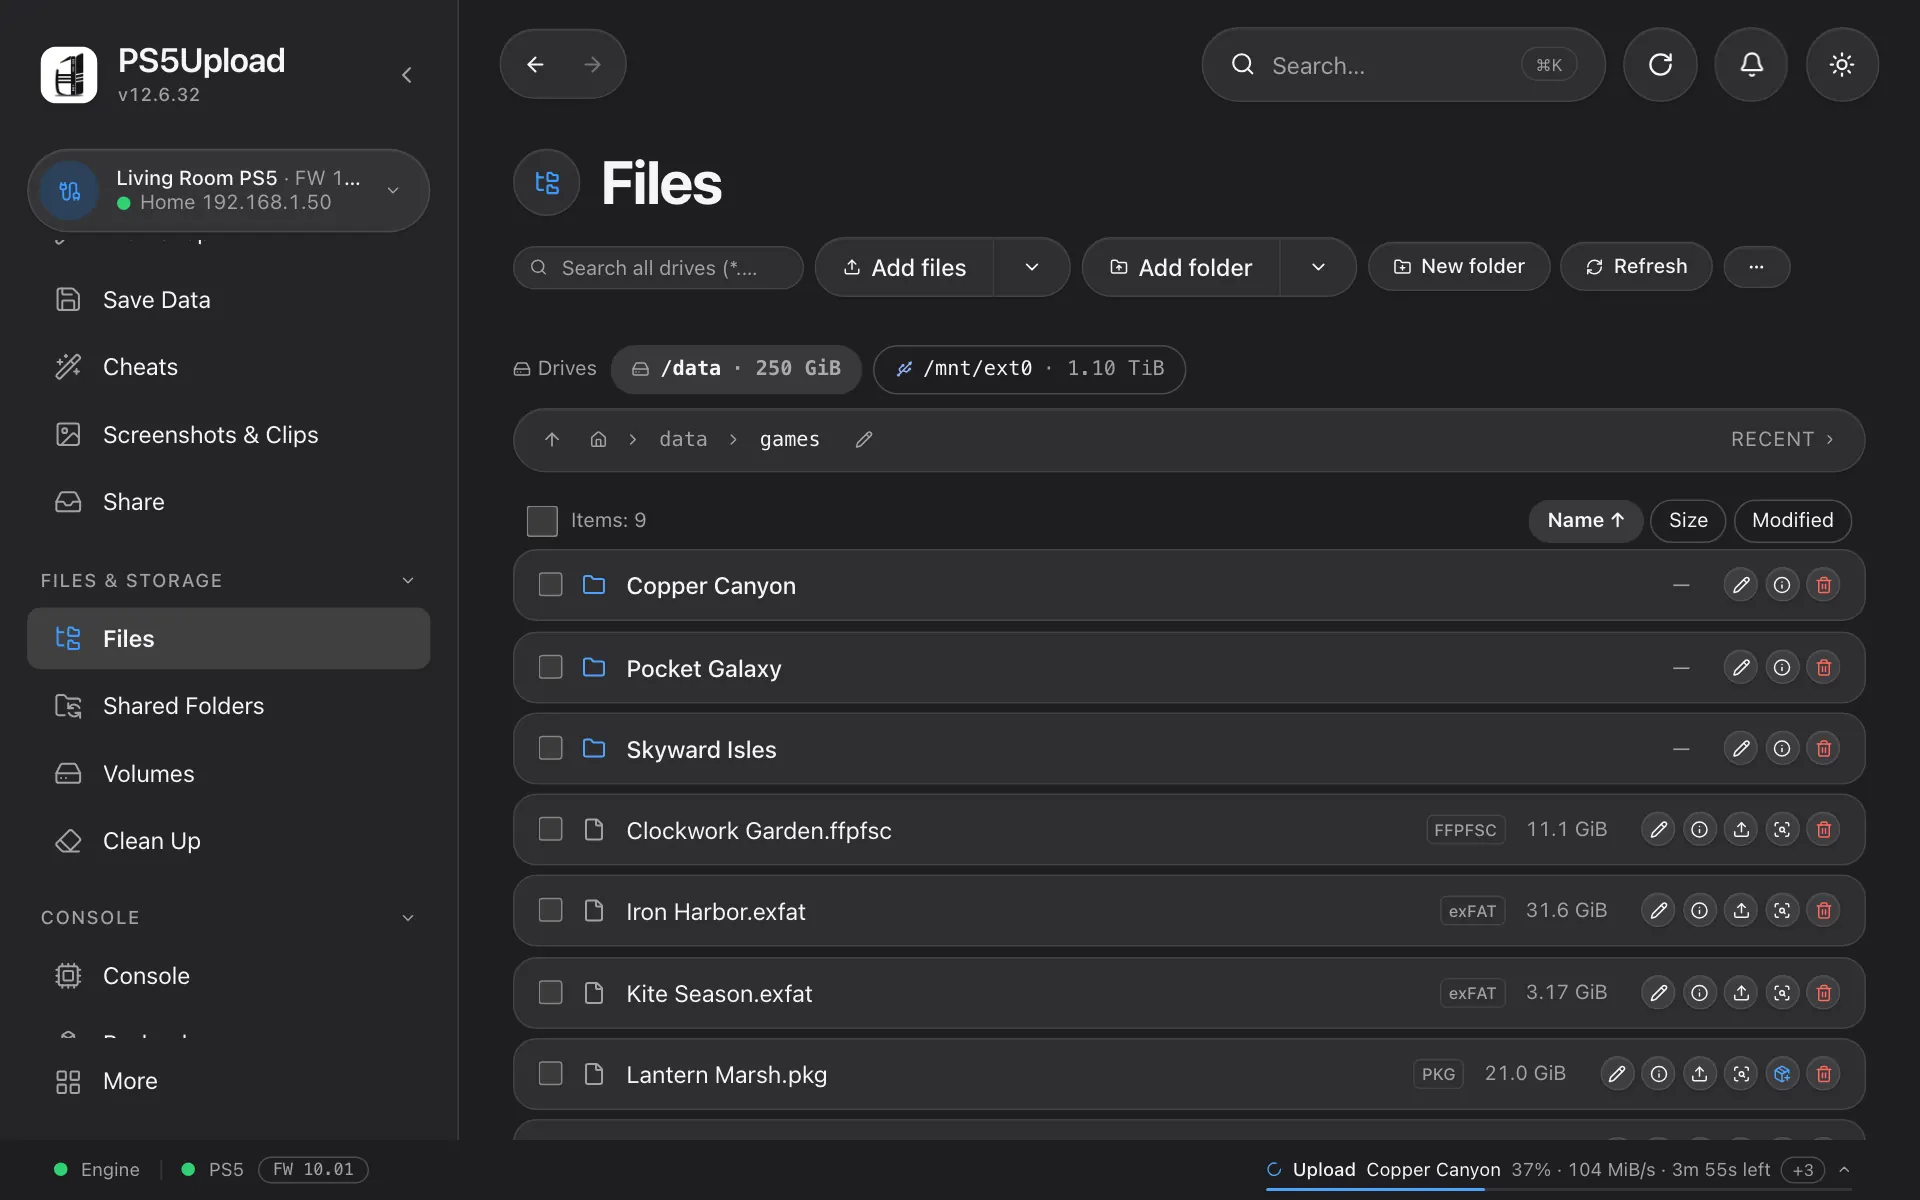 PS5Upload
v12.6.32
Living Room PS5 · FW 1...
Home 192.168.1.50
Save Data
Cheats
Screenshots & Clips
Share
FILES & STORAGE
Files
Shared Folders
Volumes
Clean Up
CONSOLE
Console
More
Search...
⌘K
Files
Search all drives (*....
Add files
Add folder
New folder
Refresh
...
Drives
/data · 250 GiB
/mnt/ext0 · 1.10 TiB
data > games
RECENT >
Items: 9
Name ↑
Size
Modified
Copper Canyon —
Pocket Galaxy —
Skyward Isles —
Clockwork Garden.ffpfsc FFPFSC 11.1 GiB
Iron Harbor.exfat exFAT 31.6 GiB
Kite Season.exfat exFAT 3.17 GiB
Lantern Marsh.pkg PKG 21.0 GiB
Engine
PS5
FW 10.01
Upload Copper Canyon 37% · 104 MiB/s · 3m 55s left +3